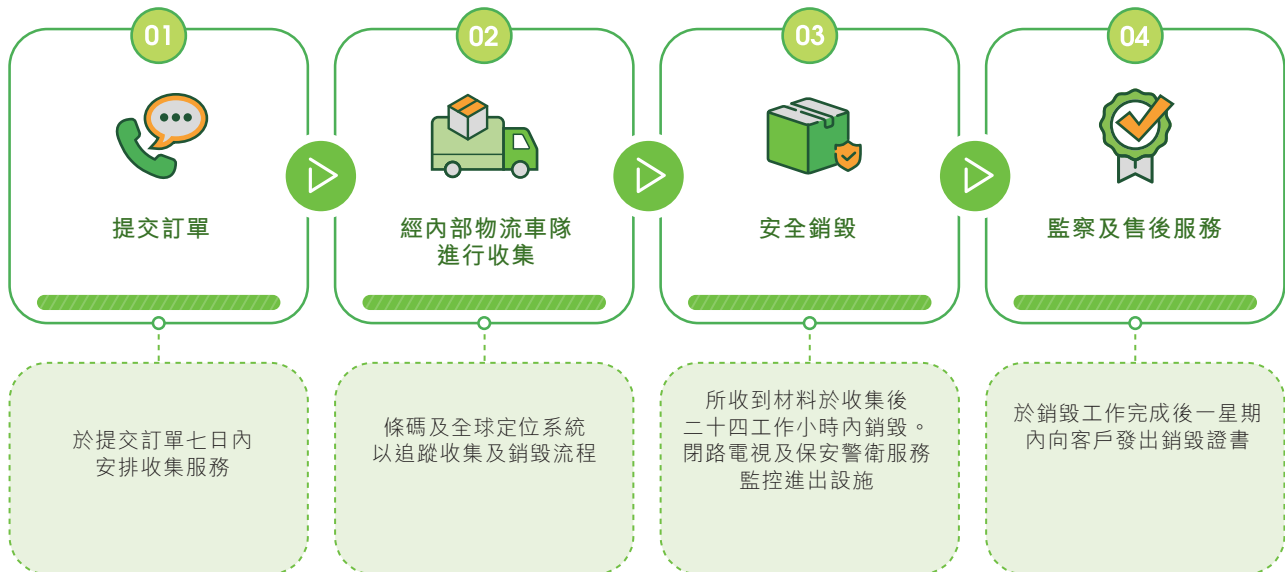 01
提交訂單
於提交訂單七日內
安排收集服務
02
經內部物流車隊
進行收集
條碼及全球定位系統
以追蹤收集及銷毀流程
03
安全銷毀
所收到材料於收集後
二十四工作小時內銷毀。
閉路電視及保安警衛服務
監控進出設施
04
監察及售後服務
於銷毀工作完成後一星期
內向客戶發出銷毀證書